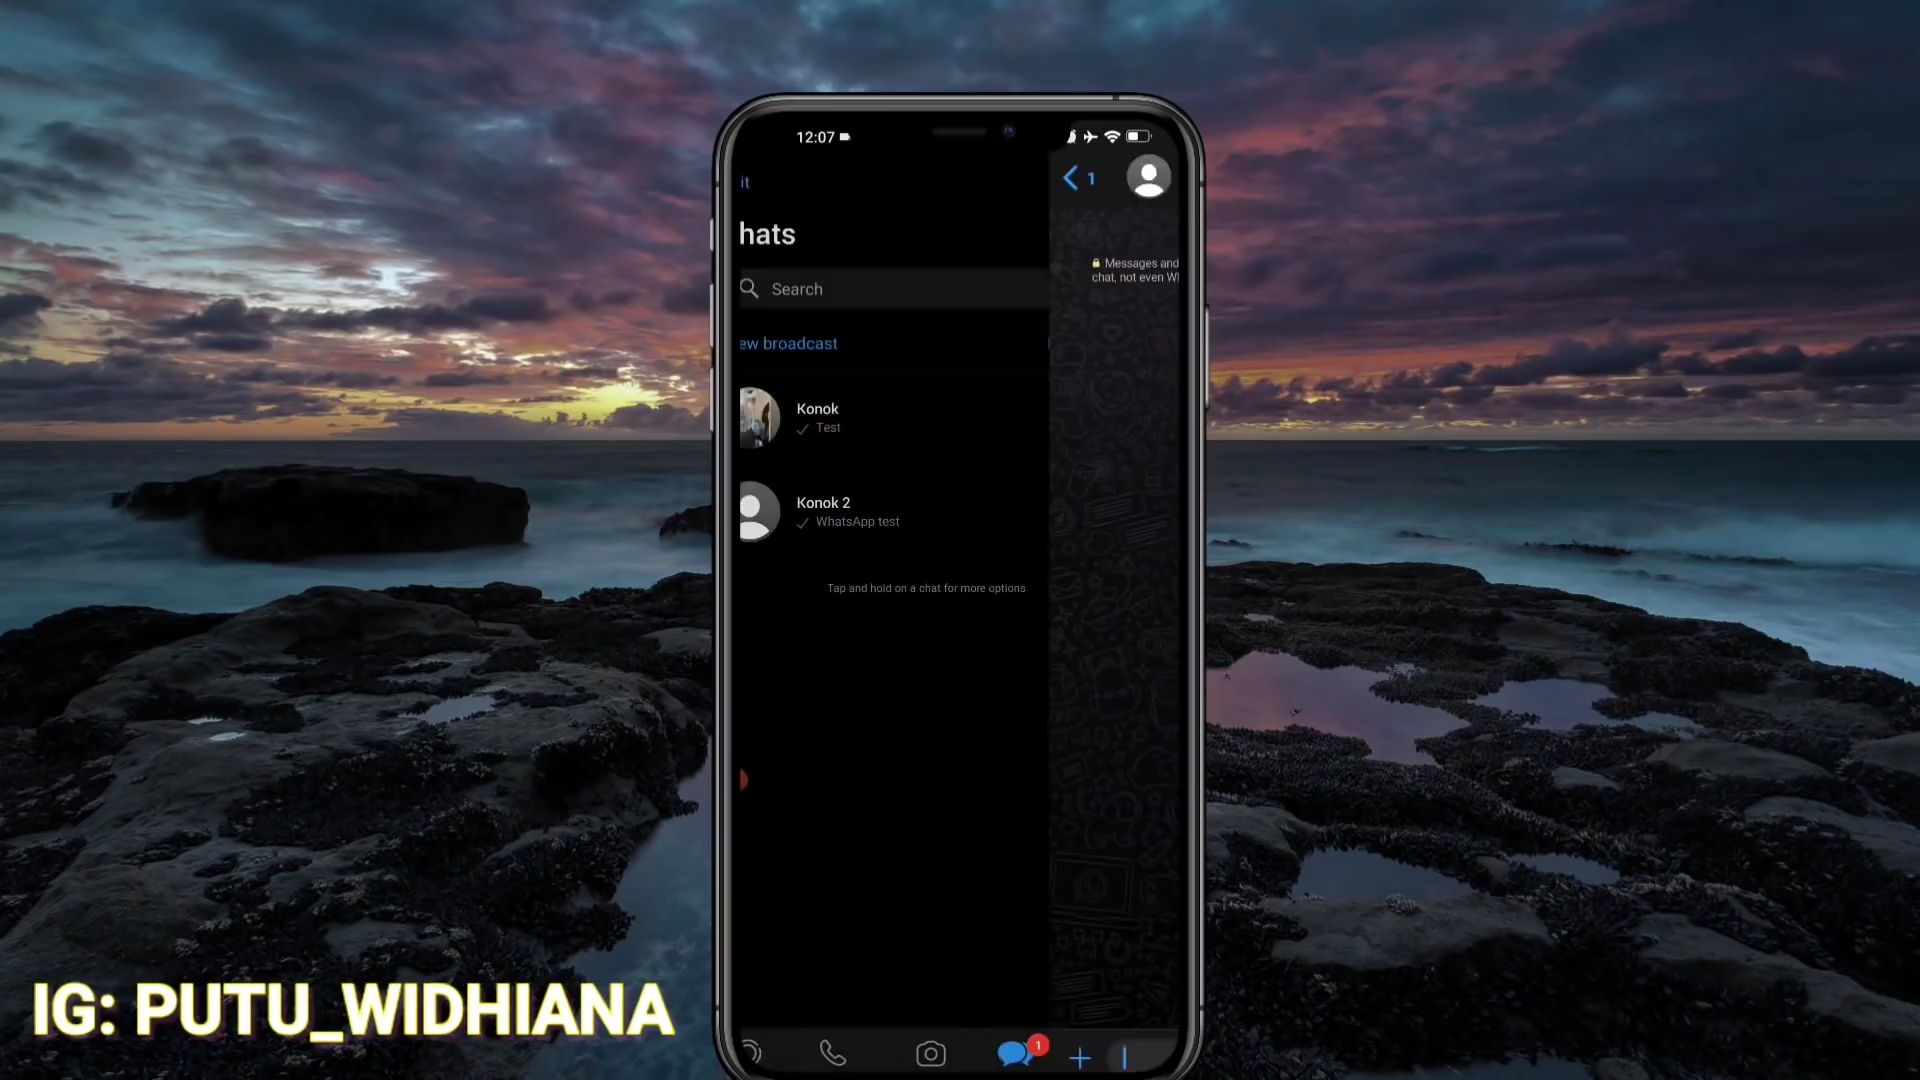 12:07
it
1
hats
Messages and
chat, not even W
Search
ew broadcast
Konok
Test
Konok 2
WhatsApp test
Tap and hold on a chat for more options
IG: PUTU_WIDHIANA
1